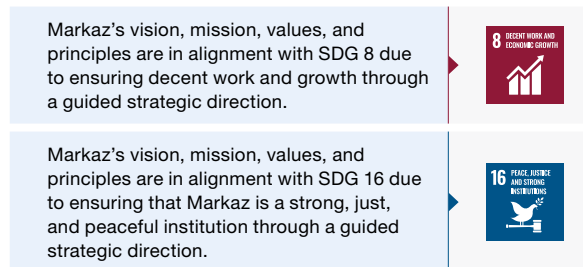 Markaz’s vision, mission, values, and
principles are in alignment with SDG 8 due
to ensuring decent work and growth through
a guided strategic direction.
8 DECENT WORK AND
ECONOMIC GROWTH
Markaz’s vision, mission, values, and
principles are in alignment with SDG 16 due
to ensuring that Markaz is a strong, just,
and peaceful institution through a guided
strategic direction.
16 PEACE, JUSTICE
AND STRONG
INSTITUTIONS